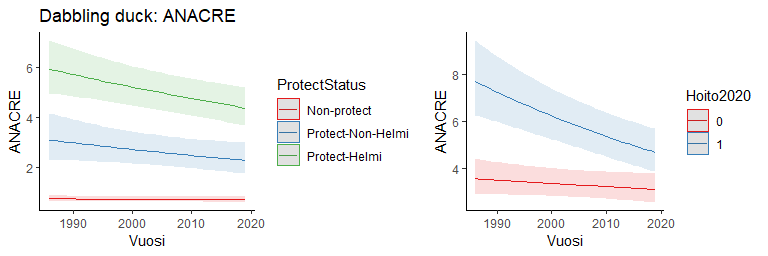 Dabbling duck: ANACRE
ANACRE
6
4
2
1990
2000
2010
2020
Vuosi
ProtectStatus
Non-protect
Protect-Non-Helmi
Protect-Helmi
ANACRE
8
6
4
1990
2000
2010
2020
Vuosi
Hoito2020
0
1